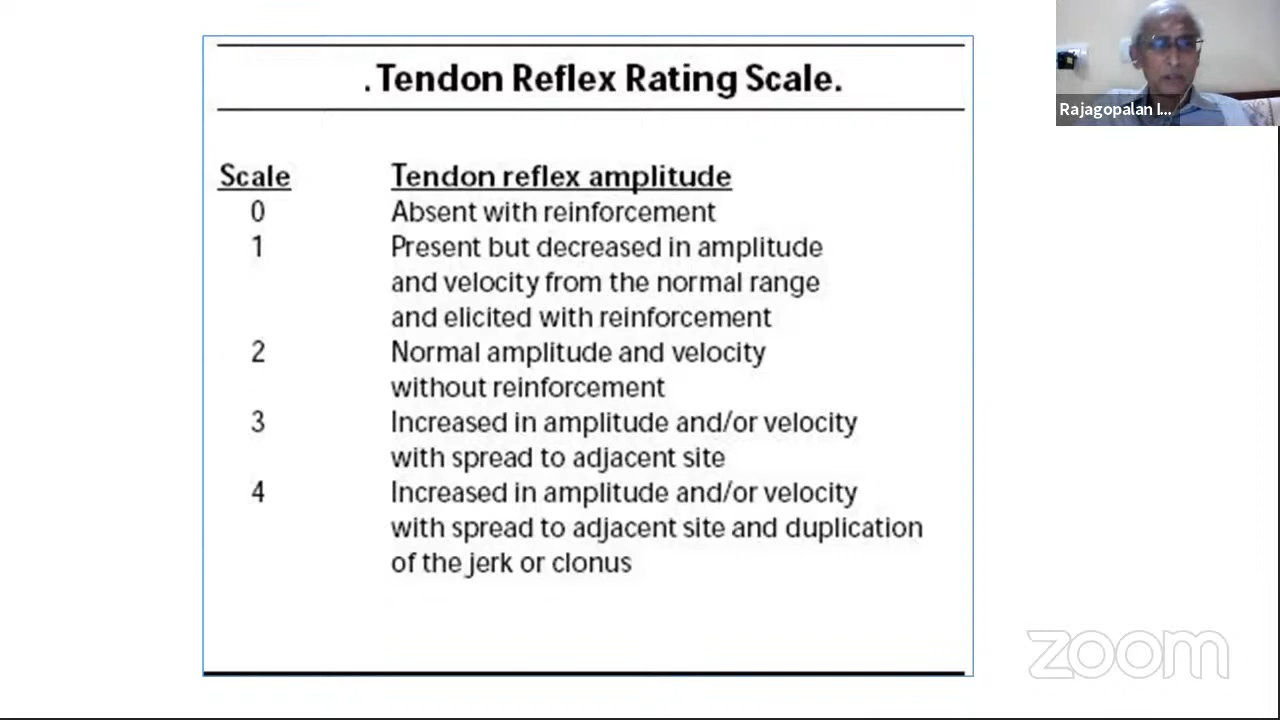 .Tendon Reflex Rating Scale.
Scale Tendon reflex amplitude
0 Absent with reinforcement
1 Present but decreased in amplitude
and velocity from the normal range
and elicited with reinforcement
2 Normal amplitude and velocity
without reinforcement
3 Increased in amplitude and/or velocity
with spread to adjacent site
4 Increased in amplitude and/or velocity
with spread to adjacent site and duplication
of the jerk or clonus
Rajagopalan I...
zoom